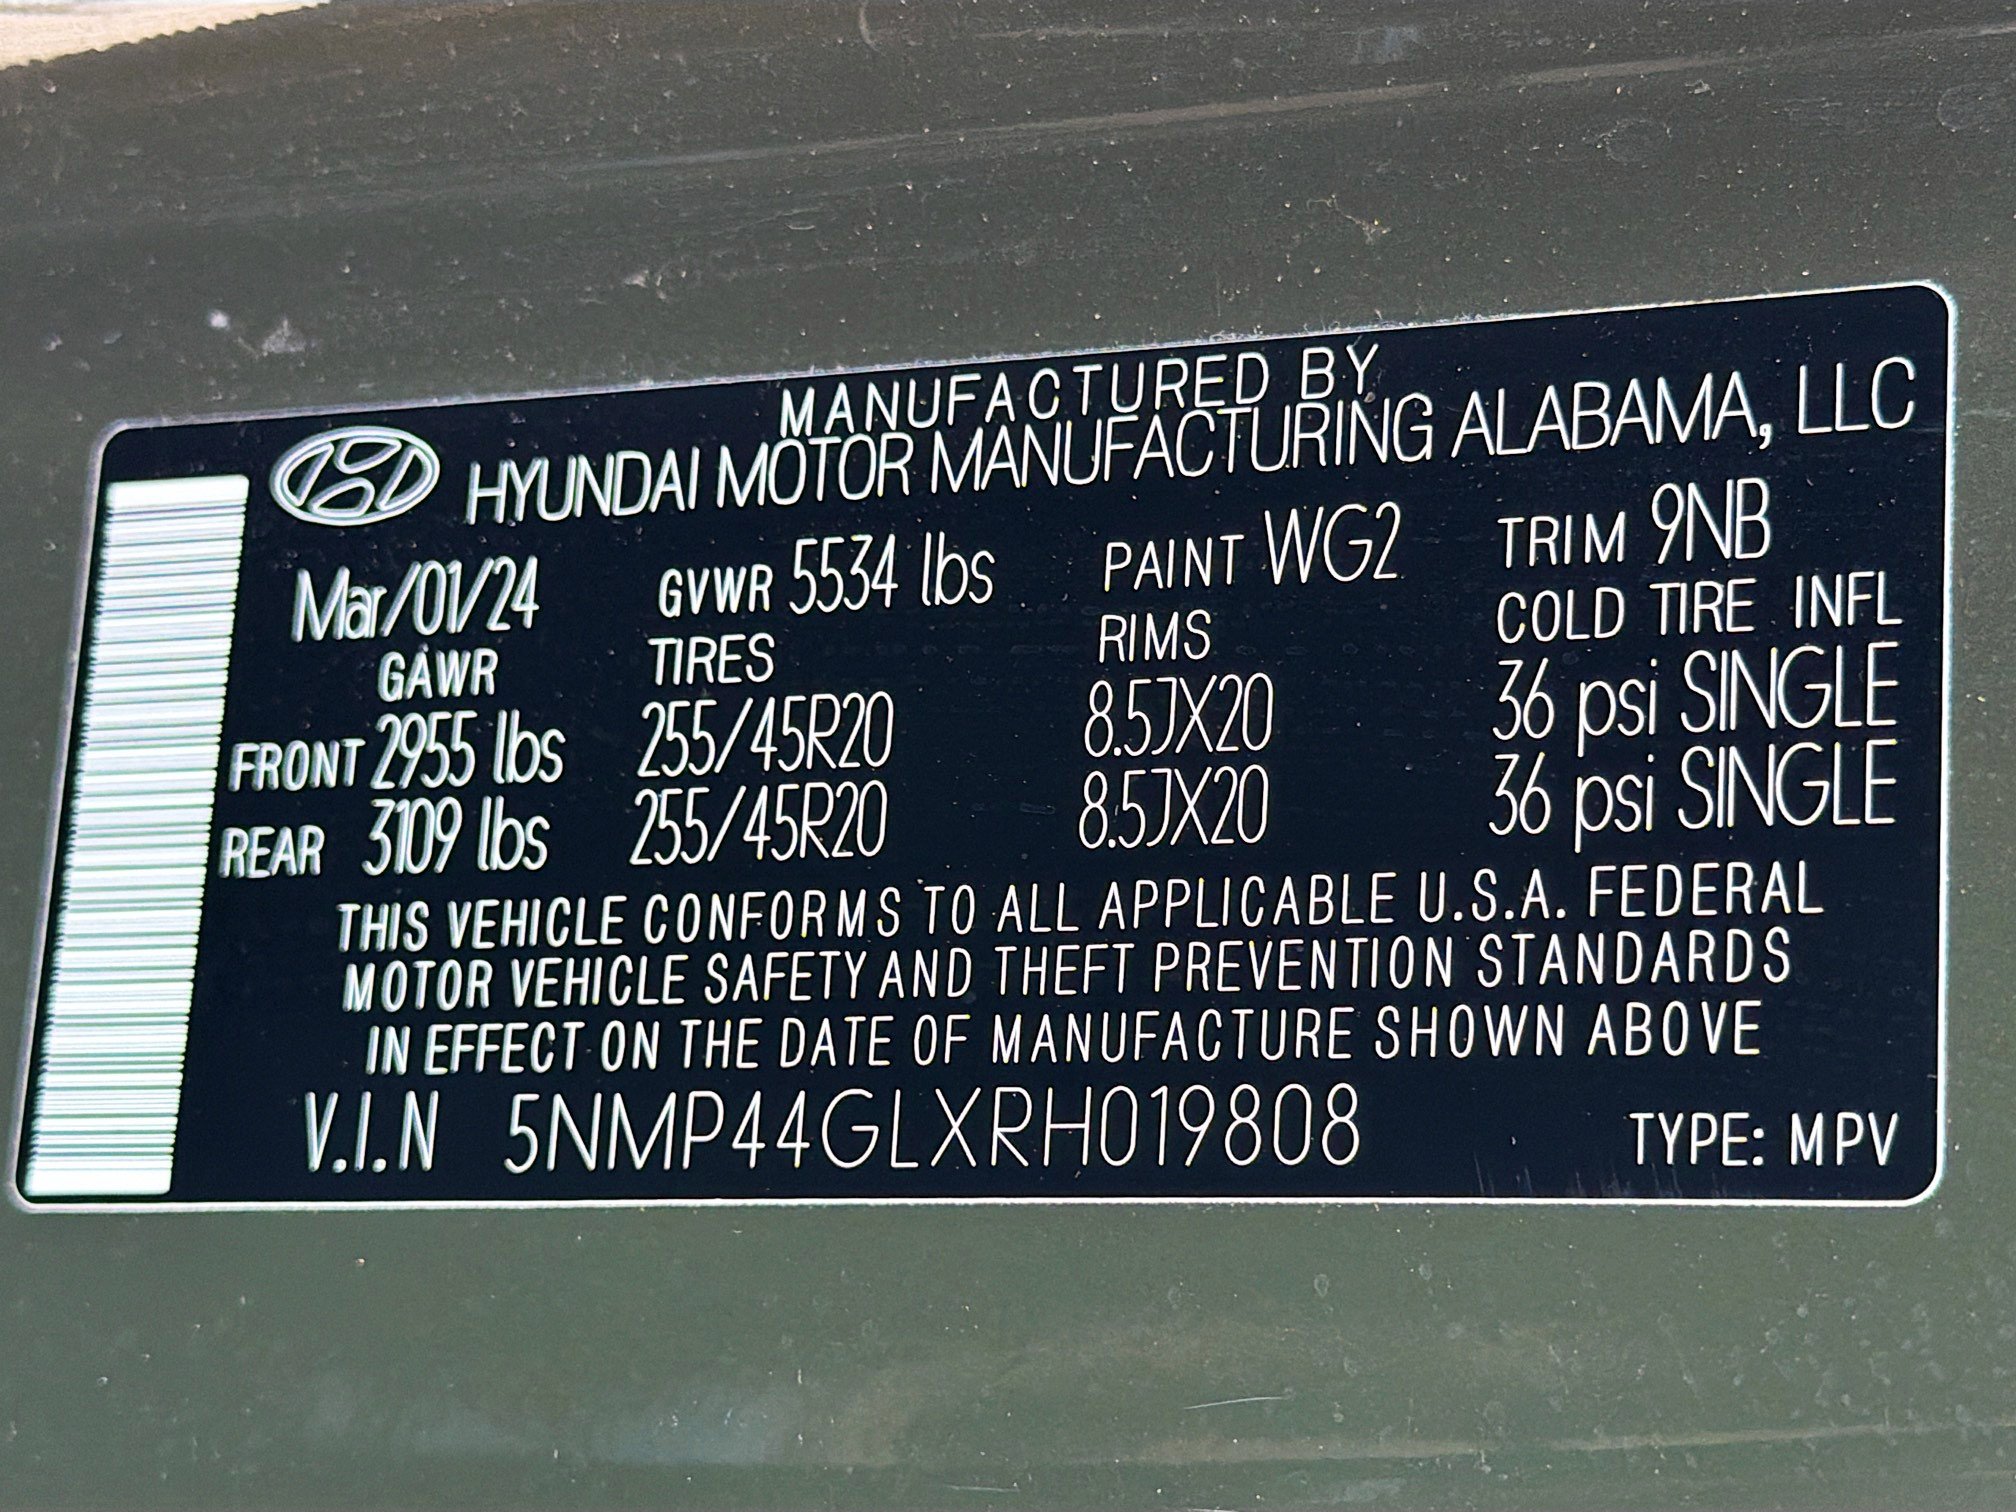 MANUFACTURED BY
HYUNDAI MOTOR MANUFACTURING ALABAMA, LLC
Mar/01/24 GVWR 5534 lbs PAINT WG2 TRIM 9NB
GAWR TIRES RIMS COLD TIRE INFL
FRONT 2955 lbs 255/45R20 8.5JX20 36 psi SINGLE
REAR 3109 lbs 255/45R20 8.5JX20 36 psi SINGLE
THIS VEHICLE CONFORMS TO ALL APPLICABLE U.S.A. FEDERAL
MOTOR VEHICLE SAFETY AND THEFT PREVENTION STANDARDS
IN EFFECT ON THE DATE OF MANUFACTURE SHOWN ABOVE
V.I.N 5NMP44GLXRH019808 TYPE: MPV